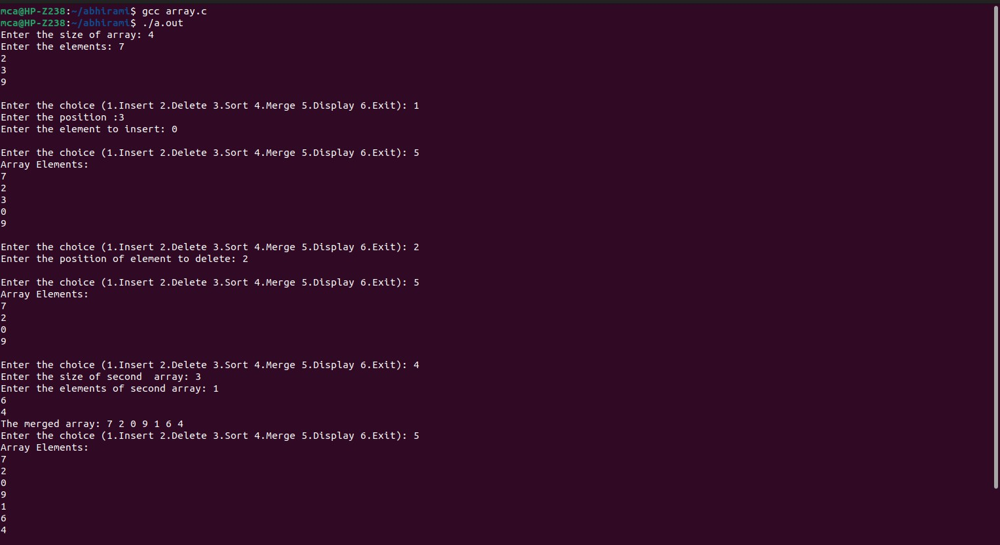 mca@HP-Z238:~/abhirami$ gcc array.c
mca@HP-Z238:~/abhirami$ ./a.out
Enter the size of array: 4
Enter the elements: 7
2
3
9

Enter the choice (1.Insert 2.Delete 3.Sort 4.Merge 5.Display 6.Exit): 1
Enter the position :3
Enter the element to insert: 0

Enter the choice (1.Insert 2.Delete 3.Sort 4.Merge 5.Display 6.Exit): 5
Array Elements:
7
2
3
0
9

Enter the choice (1.Insert 2.Delete 3.Sort 4.Merge 5.Display 6.Exit): 2
Enter the position of element to delete: 2

Enter the choice (1.Insert 2.Delete 3.Sort 4.Merge 5.Display 6.Exit): 5
Array Elements:
7
2
0
9

Enter the choice (1.Insert 2.Delete 3.Sort 4.Merge 5.Display 6.Exit): 4
Enter the size of second  array: 3
Enter the elements of second array: 1
6
4
The merged array: 7 2 0 9 1 6 4
Enter the choice (1.Insert 2.Delete 3.Sort 4.Merge 5.Display 6.Exit): 5
Array Elements:
7
2
0
9
1
6
4